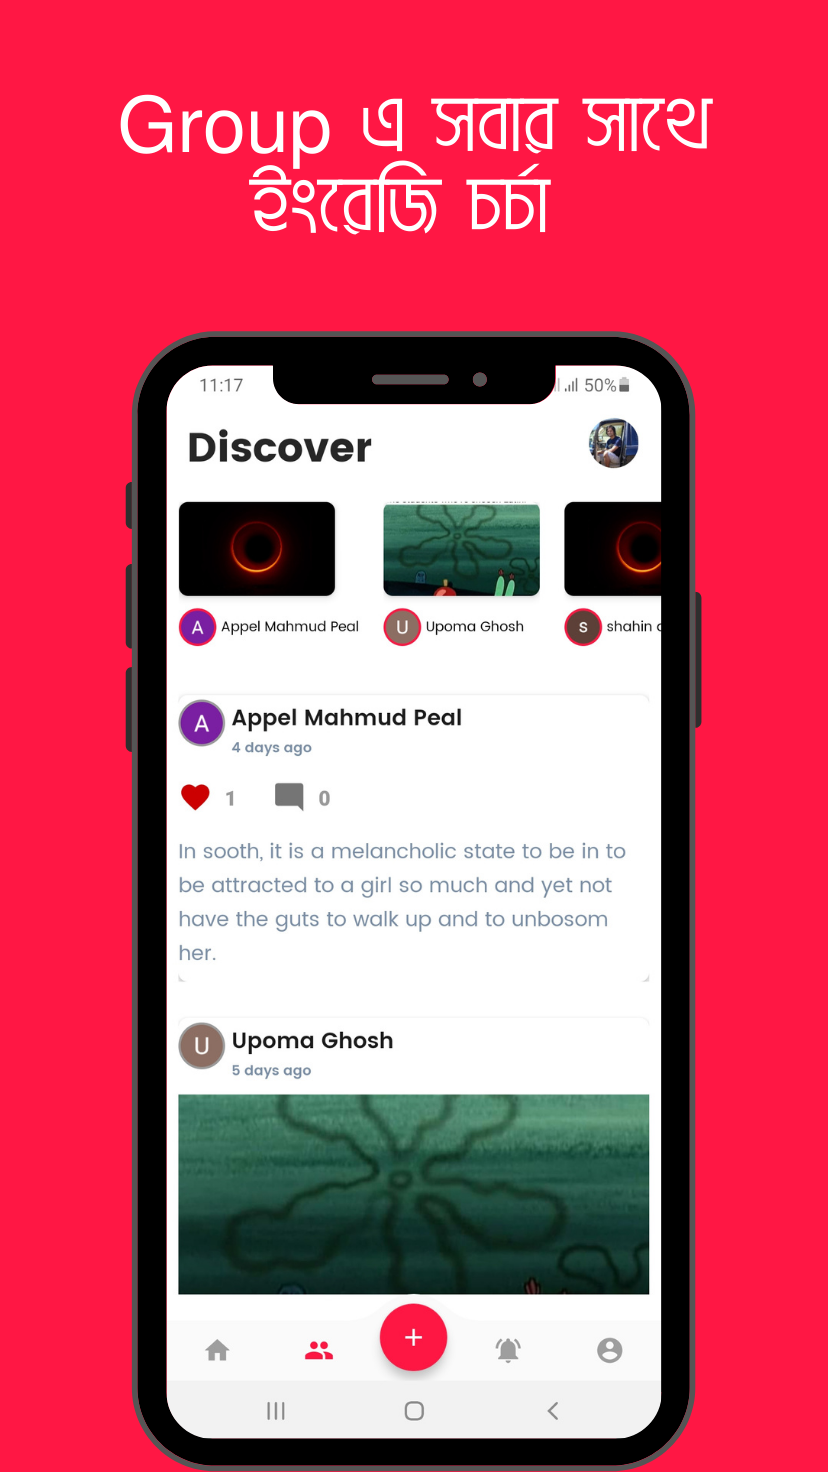 Group এ সবার সাথে
ইংরেজি চর্চা
11:17
50%
Discover
A Appel Mahmud Peal
U Upoma Ghosh
s shahin
A Appel Mahmud Peal
4 days ago
1 0
In sooth, it is a melancholic state to be in to
be attracted to a girl so much and yet not
have the guts to walk up and to unbosom
her.
U Upoma Ghosh
5 days ago
+